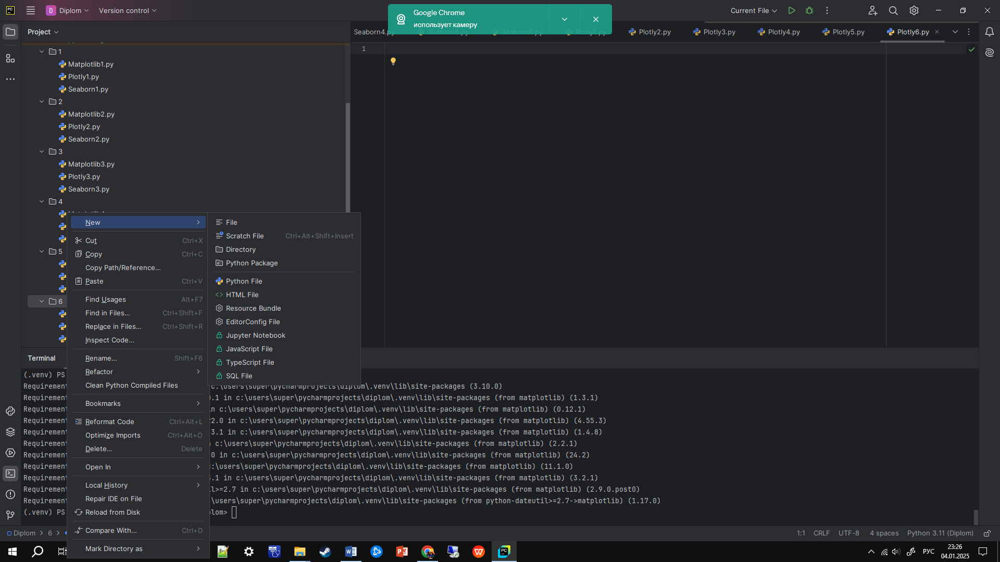 D Diplom Version control
Google Chrome
использует камеру
Current File
Project
Seaborn4.py Seaborn5.py Seaborn6.py Plotly1.py Plotly2.py Plotly3.py Plotly4.py Plotly5.py Plotly6.py
1
1
Matplotlib1.py
Plotly1.py
Seaborn1.py
2
Matplotlib2.py
Plotly2.py
Seaborn2.py
3
Matplotlib3.py
Plotly3.py
Seaborn3.py
4
5
6
New
Cut Ctrl+X
Copy Ctrl+C
Copy Path/Reference...
Paste Ctrl+V
Find Usages Alt+F7
Find in Files... Ctrl+Shift+F
Replace in Files... Ctrl+Shift+R
Inspect Code...
Rename... Shift+F6
Refactor
Clean Python Compiled Files
Bookmarks
Reformat Code Ctrl+Alt+L
Optimize Imports Ctrl+Alt+O
Delete... Delete
Open In
Local History
Repair IDE on File
Reload from Disk
Compare With... Ctrl+D
Mark Directory as
File
Scratch File Ctrl+Alt+Shift+Insert
Directory
Python Package
Python File
HTML File
Resource Bundle
EditorConfig File
Jupyter Notebook
JavaScript File
TypeScript File
SQL File
Terminal
(.venv) PS
Requirement c:\users\super\pycharmprojects\diplom\.venv\lib\site-packages (3.10.0)
Requirement .1 in c:\users\super\pycharmprojects\diplom\.venv\lib\site-packages (from matplotlib) (1.3.1)
Requirement in c:\users\super\pycharmprojects\diplom\.venv\lib\site-packages (from matplotlib) (0.12.1)
Requirement 22.0 in c:\users\super\pycharmprojects\diplom\.venv\lib\site-packages (from matplotlib) (4.55.3)
Requirement .3.1 in c:\users\super\pycharmprojects\diplom\.venv\lib\site-packages (from matplotlib) (1.4.8)
Requirement c:\users\super\pycharmprojects\diplom\.venv\lib\site-packages (from matplotlib) (2.2.1)
Requirement 0 in c:\users\super\pycharmprojects\diplom\.venv\lib\site-packages (from matplotlib) (24.2)
Requirement c:\users\super\pycharmprojects\diplom\.venv\lib\site-packages (from matplotlib) (11.1.0)
Requirement .1 in c:\users\super\pycharmprojects\diplom\.venv\lib\site-packages (from matplotlib) (3.2.1)
Requirement l>=2.7 in c:\users\super\pycharmprojects\diplom\.venv\lib\site-packages (from matplotlib) (2.9.0.post0)
Requirement \users\super\pycharmprojects\diplom\.venv\lib\site-packages (from python-dateutil>=2.7->matplotlib) (1.17.0)
(.venv) PS lom>
Diplom > 6 >
1:1 CRLF UTF-8 4 spaces Python 3.11 (Diplom)
РУС
23:26
04.01.2025